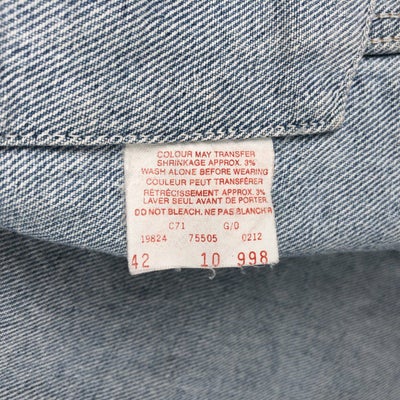 COLOUR MAY TRANSFER
SHRINKAGE APPROX. 3%
WASH ALONE BEFORE WEARING
COULEUR PEUT TRANSFÉRER
RÉTRÉCISSEMENT APPROX. 3%
LAVER SEUL AVANT DE PORTER.
DO NOT BLEACH. NE PAS BLANCHIR
C71 G/O
19824 75505 0212
42 10 998